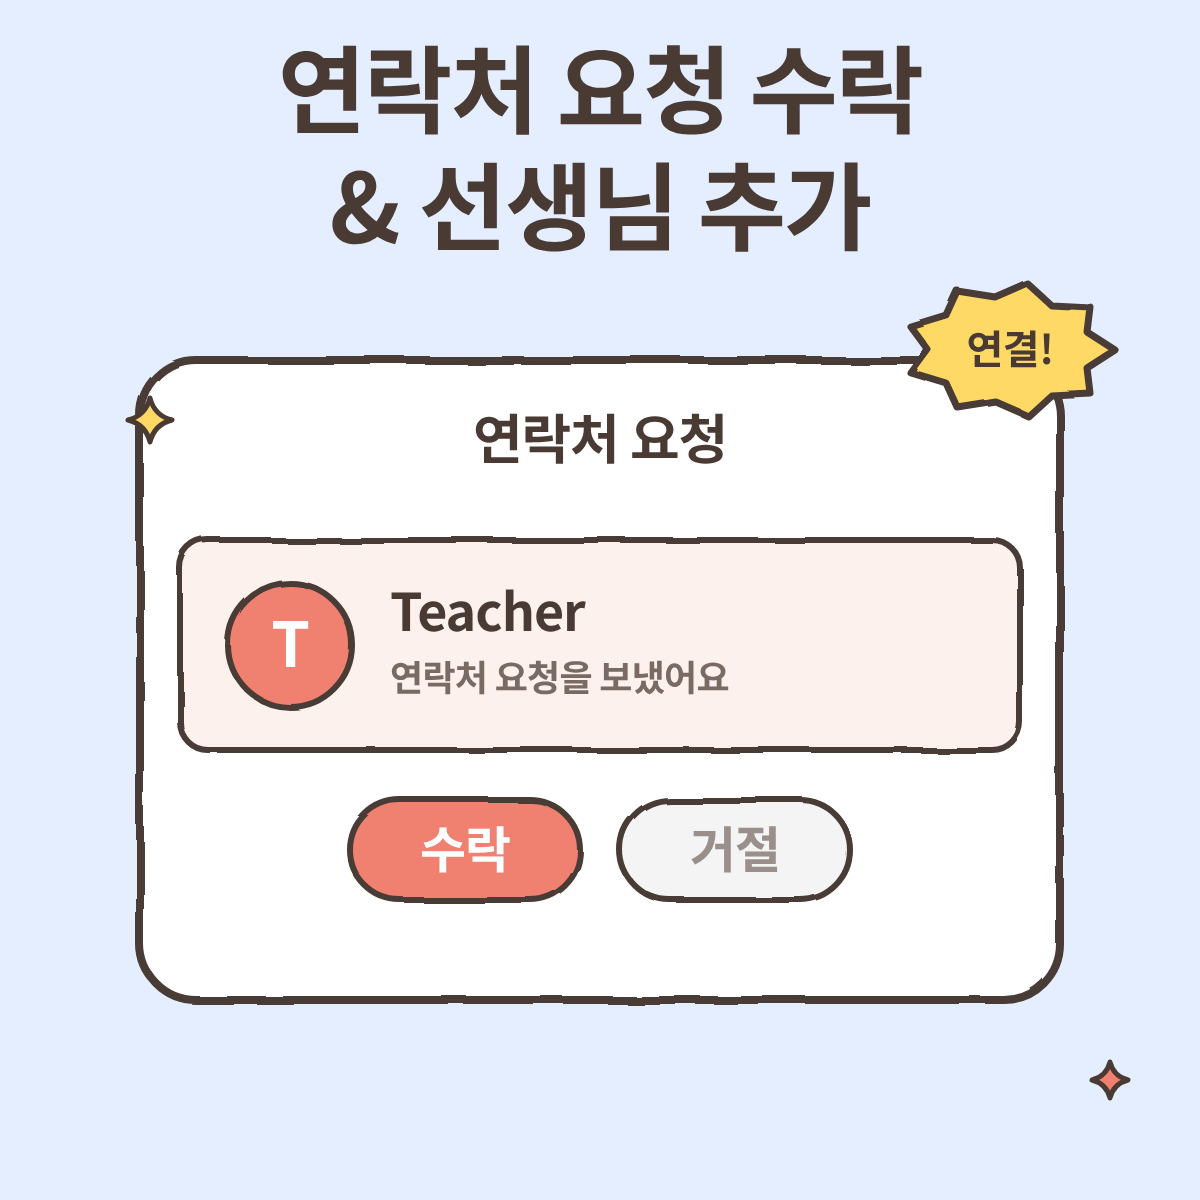 연락처 요청 수락
& 선생님 추가
연결!
연락처 요청
T
Teacher
연락처 요청을 보냈어요
수락
거절